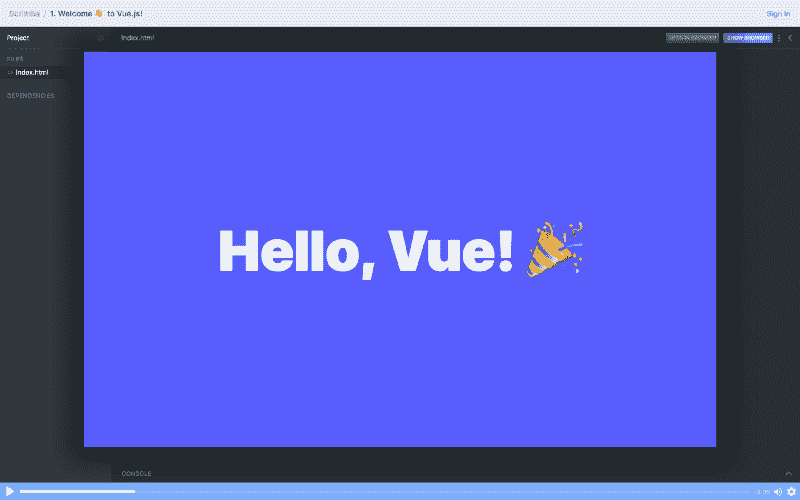 Scrimba / 1. Welcome 👋 to Vue.js!
Sign in
Project
index.html
SHOW BROWSER
FILES
index.html
DEPENDENCIES
Hello, Vue! 🎉
CONSOLE